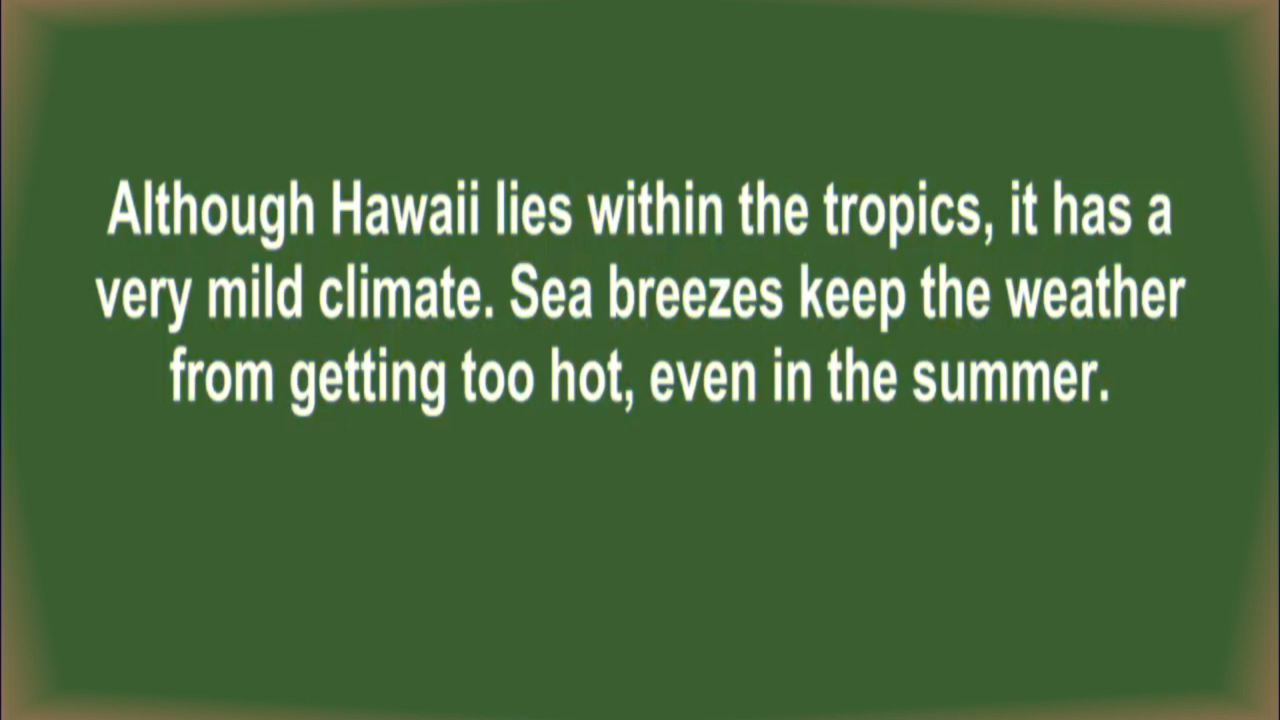 Although Hawaii lies within the tropics, it has a
very mild climate. Sea breezes keep the weather
from getting too hot, even in the summer.